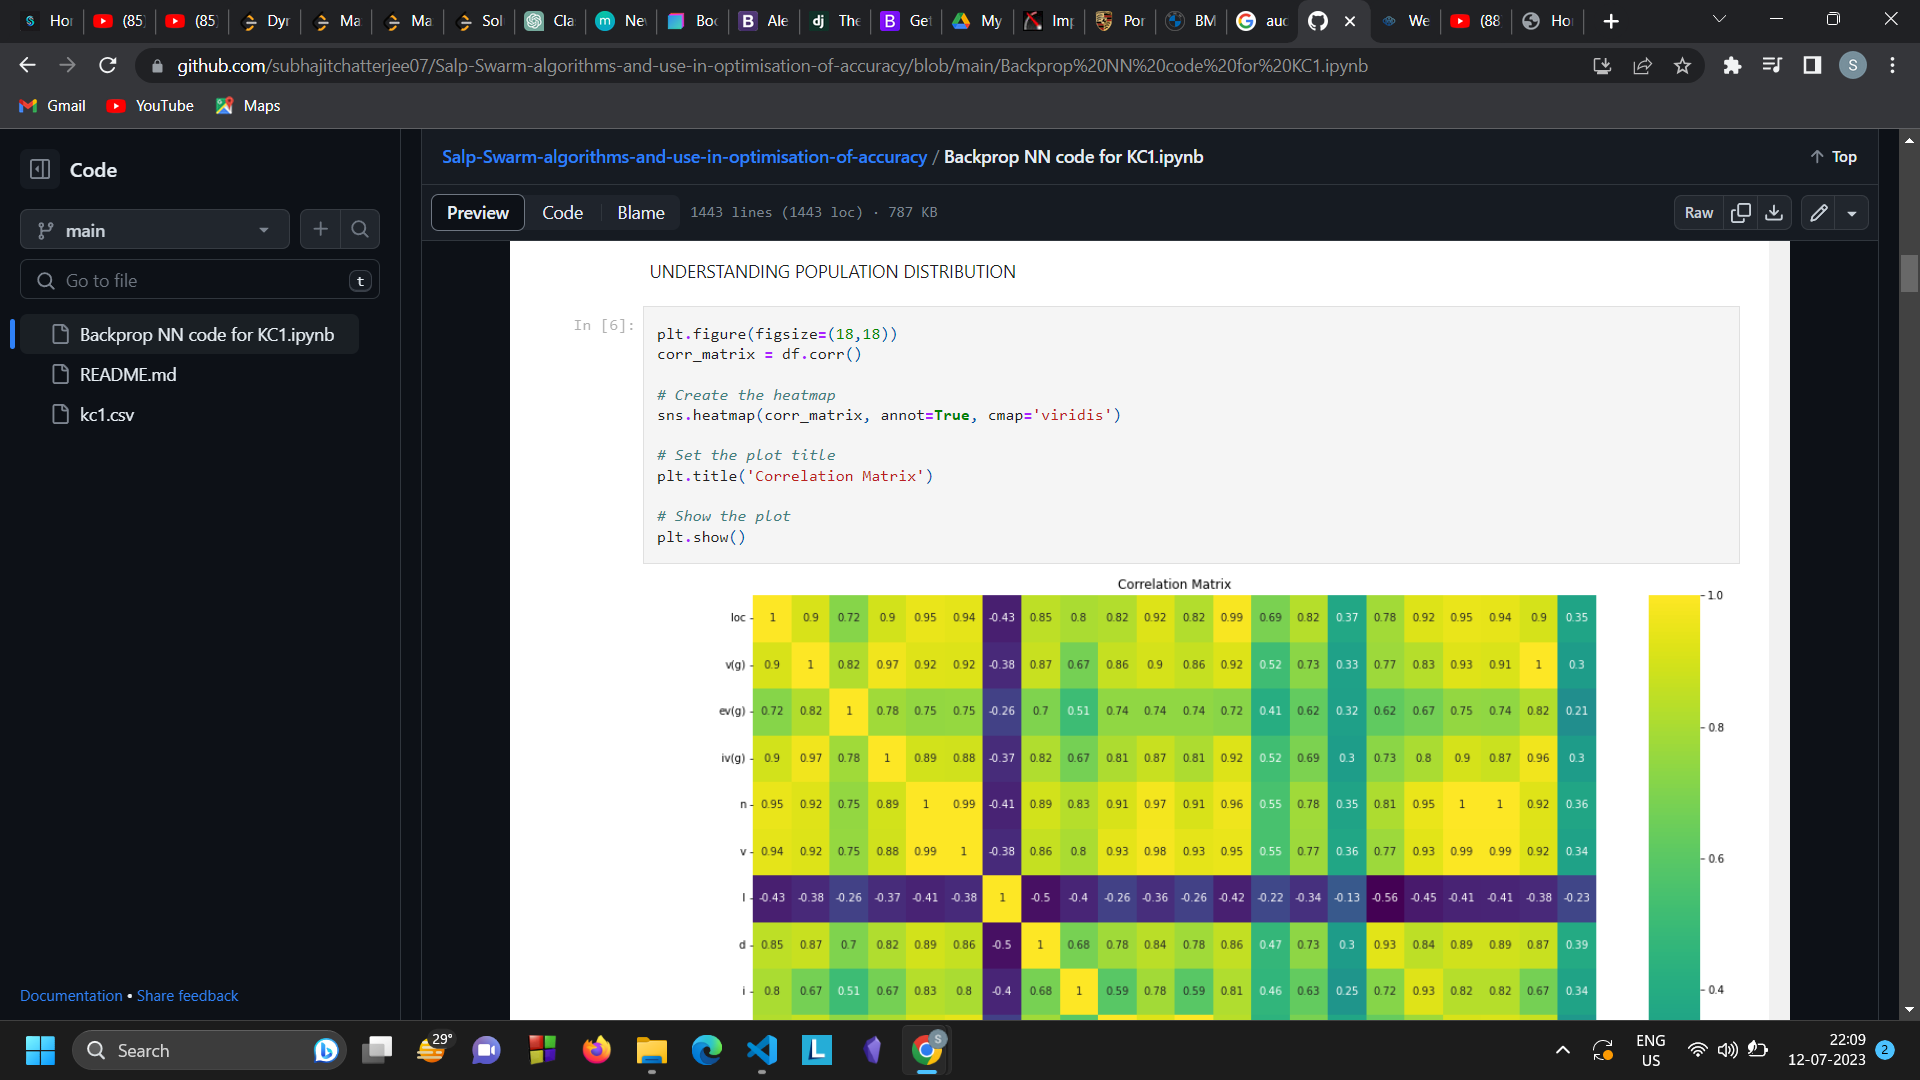 Hor (85) (85) Dyn Ma Ma Sol Cla Ne Boo Ale The Get My Imp Por BM auc We (88 Ho
github.com/subhajitchatterjee07/Salp-Swarm-algorithms-and-use-in-optimisation-of-accuracy/blob/main/Backprop%20NN%20code%20for%20KC1.ipynb S
Gmail YouTube Maps
Code
main
Go to file t
Backprop NN code for KC1.ipynb
README.md
kc1.csv
Documentation • Share feedback
Salp-Swarm-algorithms-and-use-in-optimisation-of-accuracy / Backprop NN code for KC1.ipynb Top
Preview Code Blame 1443 lines (1443 loc) · 787 KB Raw
UNDERSTANDING POPULATION DISTRIBUTION
In [6]:
plt.figure(figsize=(18,18))
corr_matrix = df.corr()
# Create the heatmap
sns.heatmap(corr_matrix, annot=True, cmap='viridis')
# Set the plot title
plt.title('Correlation Matrix')
# Show the plot
plt.show()
Correlation Matrix
loc 1 0.9 0.72 0.9 0.95 0.94 -0.43 0.85 0.8 0.82 0.92 0.82 0.99 0.69 0.82 0.37 0.78 0.92 0.95 0.94 0.9 0.35
v(g) 0.9 1 0.82 0.97 0.92 0.92 -0.38 0.87 0.67 0.86 0.9 0.86 0.92 0.52 0.73 0.33 0.77 0.83 0.93 0.91 1 0.3
ev(g) 0.72 0.82 1 0.78 0.75 0.75 -0.26 0.7 0.51 0.74 0.74 0.74 0.72 0.41 0.62 0.32 0.62 0.67 0.75 0.74 0.82 0.21
iv(g) 0.9 0.97 0.78 1 0.89 0.88 -0.37 0.82 0.67 0.81 0.87 0.81 0.92 0.52 0.69 0.3 0.73 0.8 0.9 0.87 0.96 0.3
n 0.95 0.92 0.75 0.89 1 0.99 -0.41 0.89 0.83 0.91 0.97 0.91 0.96 0.55 0.78 0.35 0.81 0.95 1 1 0.92 0.36
v 0.94 0.92 0.75 0.88 0.99 1 -0.38 0.86 0.8 0.93 0.98 0.93 0.95 0.55 0.77 0.36 0.77 0.93 0.99 0.99 0.92 0.34
l -0.43 -0.38 -0.26 -0.37 -0.41 -0.38 1 -0.5 -0.4 -0.26 -0.36 -0.26 -0.42 -0.22 -0.34 -0.13 -0.56 -0.45 -0.41 -0.41 -0.38 -0.23
d 0.85 0.87 0.7 0.82 0.89 0.86 -0.5 1 0.68 0.78 0.84 0.78 0.86 0.47 0.73 0.3 0.93 0.84 0.89 0.89 0.87 0.39
i 0.8 0.67 0.51 0.67 0.83 0.8 -0.4 0.68 1 0.59 0.78 0.59 0.81 0.46 0.63 0.25 0.72 0.93 0.82 0.82 0.67 0.34
1.0
0.8
0.6
0.4
Search 29° ENG 22:09
US 12-07-2023 2